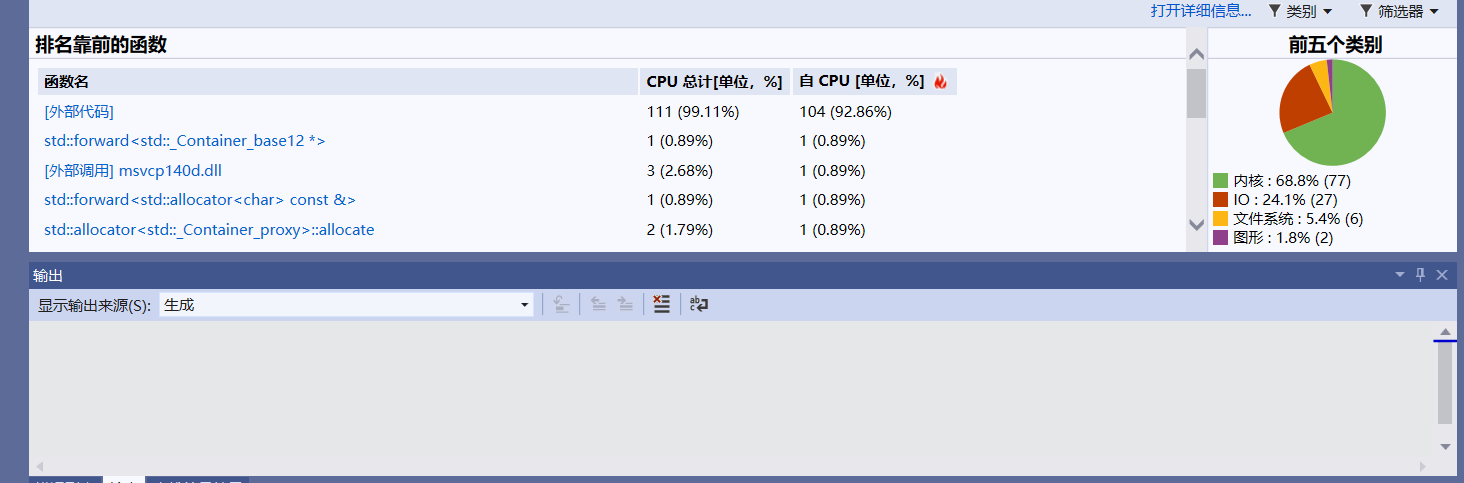 打开详细信息... 类别 筛选器
排名靠前的函数
函数名 CPU 总计[单位，%] 自 CPU [单位，%]
[外部代码] 111 (99.11%) 104 (92.86%)
std::forward<std::_Container_base12 *> 1 (0.89%) 1 (0.89%)
[外部调用] msvcp140d.dll 3 (2.68%) 1 (0.89%)
std::forward<std::allocator<char> const &> 1 (0.89%) 1 (0.89%)
std::allocator<std::_Container_proxy>::allocate 2 (1.79%) 1 (0.89%)
前五个类别
内核 : 68.8% (77)
IO : 24.1% (27)
文件系统 : 5.4% (6)
图形 : 1.8% (2)
输出
显示输出来源(S): 生成